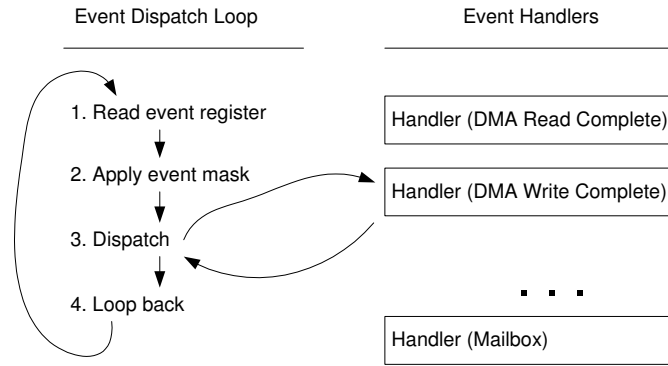 Event Dispatch Loop
Event Handlers
1. Read event register
2. Apply event mask
3. Dispatch
4. Loop back
Handler (DMA Read Complete)
Handler (DMA Write Complete)
. . .
Handler (Mailbox)